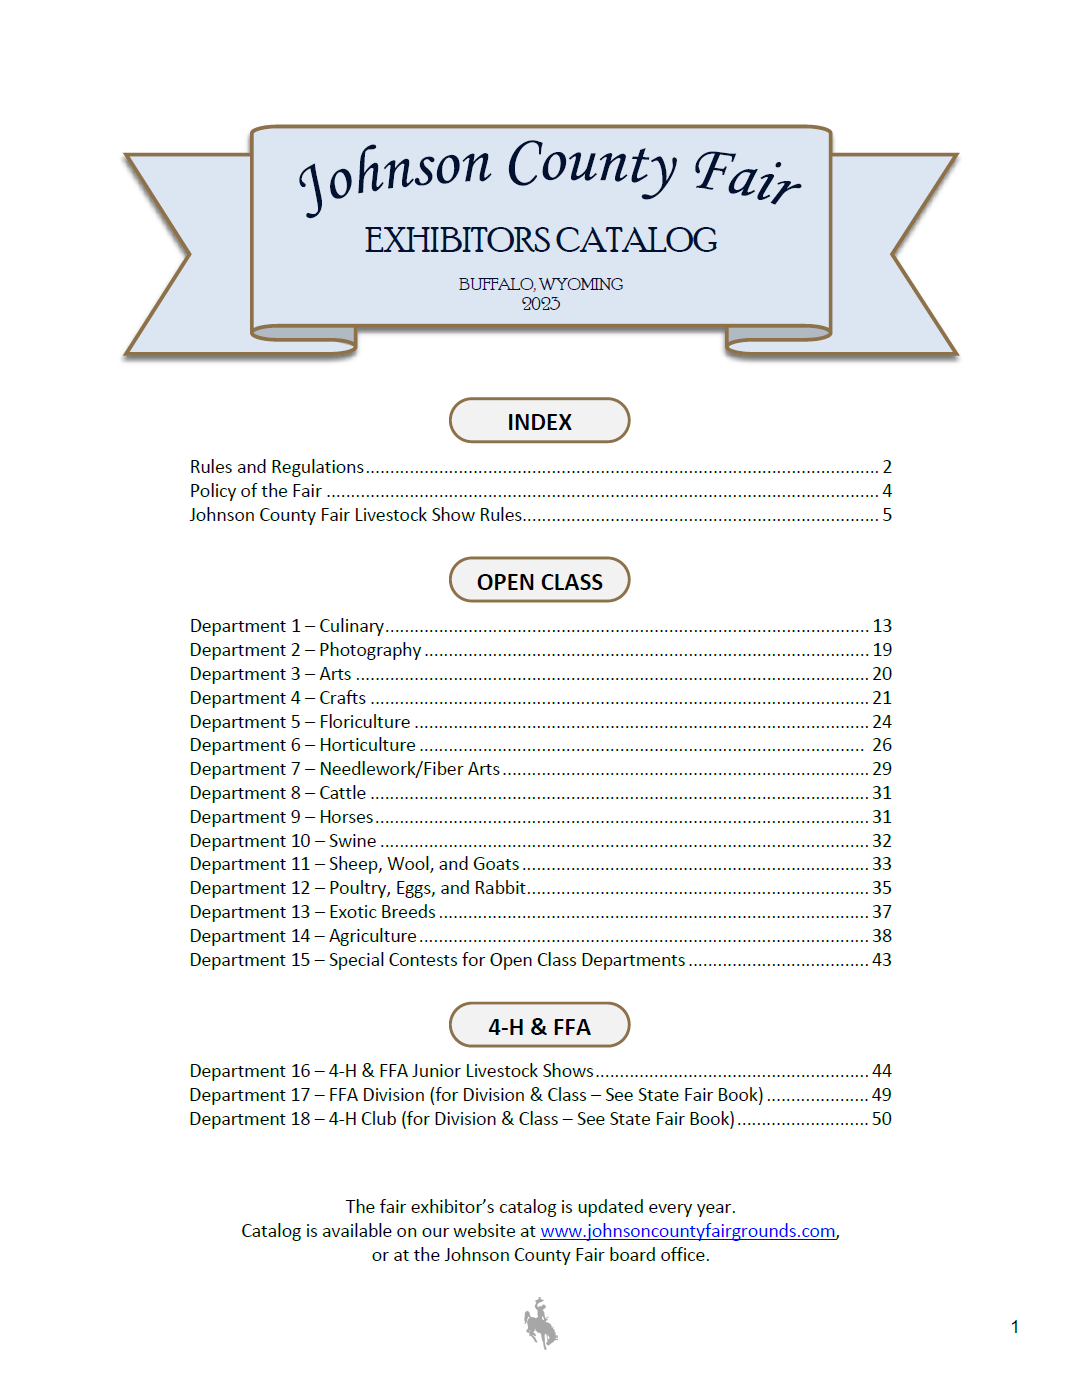 Johnson County Fair
EXHIBITORS CATALOG
BUFFALO, WYOMING
2023
INDEX
Rules and Regulations........................................................................................................ 2
Policy of the Fair ................................................................................................................ 4
Johnson County Fair Livestock Show Rules........................................................................ 5
OPEN CLASS
Department 1 – Culinary.................................................................................................. 13
Department 2 – Photography .......................................................................................... 19
Department 3 – Arts ........................................................................................................ 20
Department 4 – Crafts ..................................................................................................... 21
Department 5 – Floriculture ............................................................................................ 24
Department 6 – Horticulture .......................................................................................... 26
Department 7 – Needlework/Fiber Arts .......................................................................... 29
Department 8 – Cattle ..................................................................................................... 31
Department 9 – Horses.................................................................................................... 31
Department 10 – Swine ................................................................................................... 32
Department 11 – Sheep, Wool, and Goats ...................................................................... 33
Department 12 – Poultry, Eggs, and Rabbit..................................................................... 35
Department 13 – Exotic Breeds ....................................................................................... 37
Department 14 – Agriculture ........................................................................................... 38
Department 15 – Special Contests for Open Class Departments ..................................... 43
4-H & FFA
Department 16 – 4-H & FFA Junior Livestock Shows........................................................ 44
Department 17 – FFA Division (for Division & Class – See State Fair Book) ..................... 49
Department 18 – 4-H Club (for Division & Class – See State Fair Book)........................... 50
The fair exhibitor’s catalog is updated every year.
Catalog is available on our website at www.johnsoncountyfairgrounds.com,
or at the Johnson County Fair board office.
1